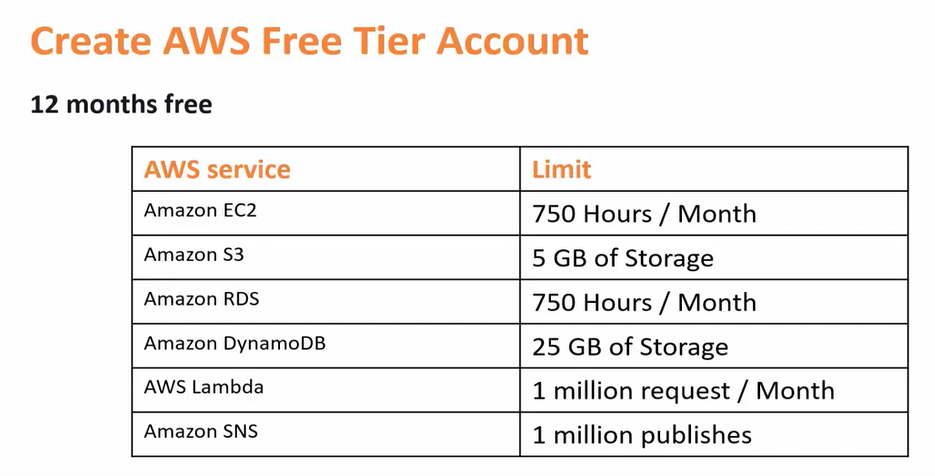 Create AWS Free Tier Account
12 months free
AWS service Limit
Amazon EC2 750 Hours / Month
Amazon S3 5 GB of Storage
Amazon RDS 750 Hours / Month
Amazon DynamoDB 25 GB of Storage
AWS Lambda 1 million request / Month
Amazon SNS 1 million publishes